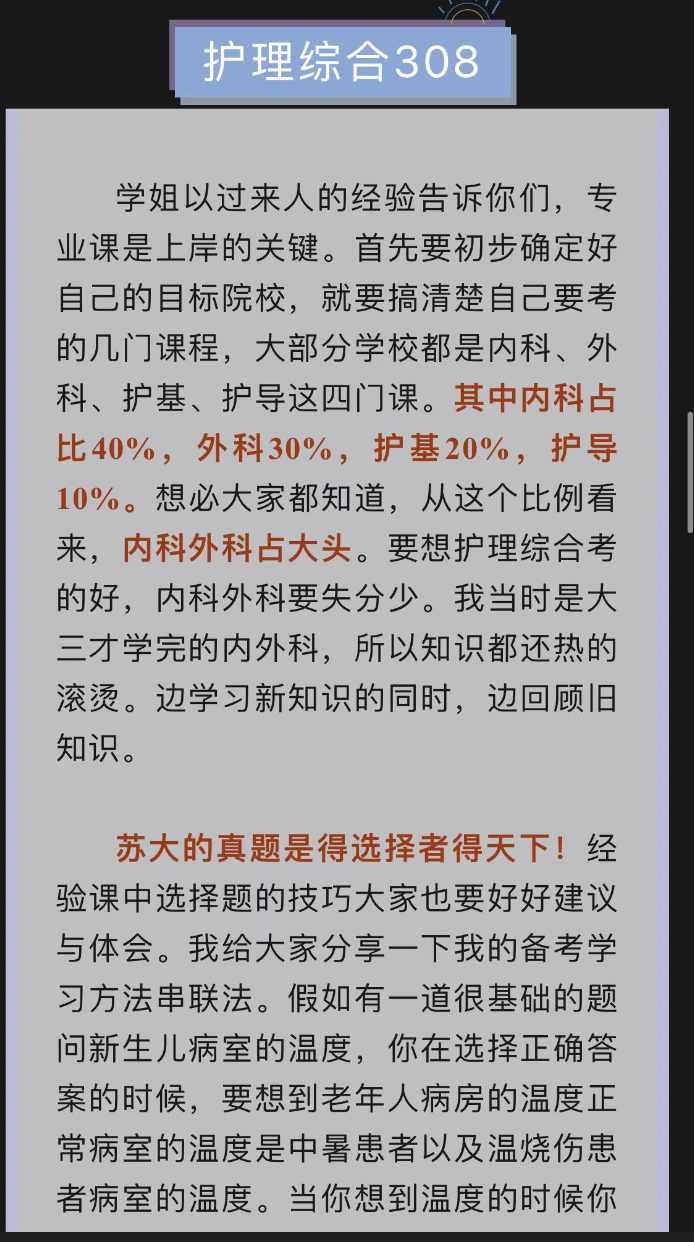 护理综合308
学姐以过来人的经验告诉你们，专
业课是上岸的关键。首先要初步确定好
自己的目标院校，就要搞清楚自己要考
的几门课程，大部分学校都是内科、外
科、护基、护导这四门课。其中内科占
比40%，外科30%，护基20%，护导
10%。想必大家都知道，从这个比例看
来，内科外科占大头。要想护理综合考
的好，内科外科要失分少。我当时是大
三才学完的内外科，所以知识都还热的
滚烫。边学习新知识的同时，边回顾旧
知识。
苏大的真题是得选择者得天下！经
验课中选择题的技巧大家也要好好建议
与体会。我给大家分享一下我的备考学
习方法串联法。假如有一道很基础的题
问新生儿病室的温度，你在选择正确答
案的时候，要想到老年人病房的温度正
常病室的温度是中暑患者以及温烧伤患
者病室的温度。当你想到温度的时候你